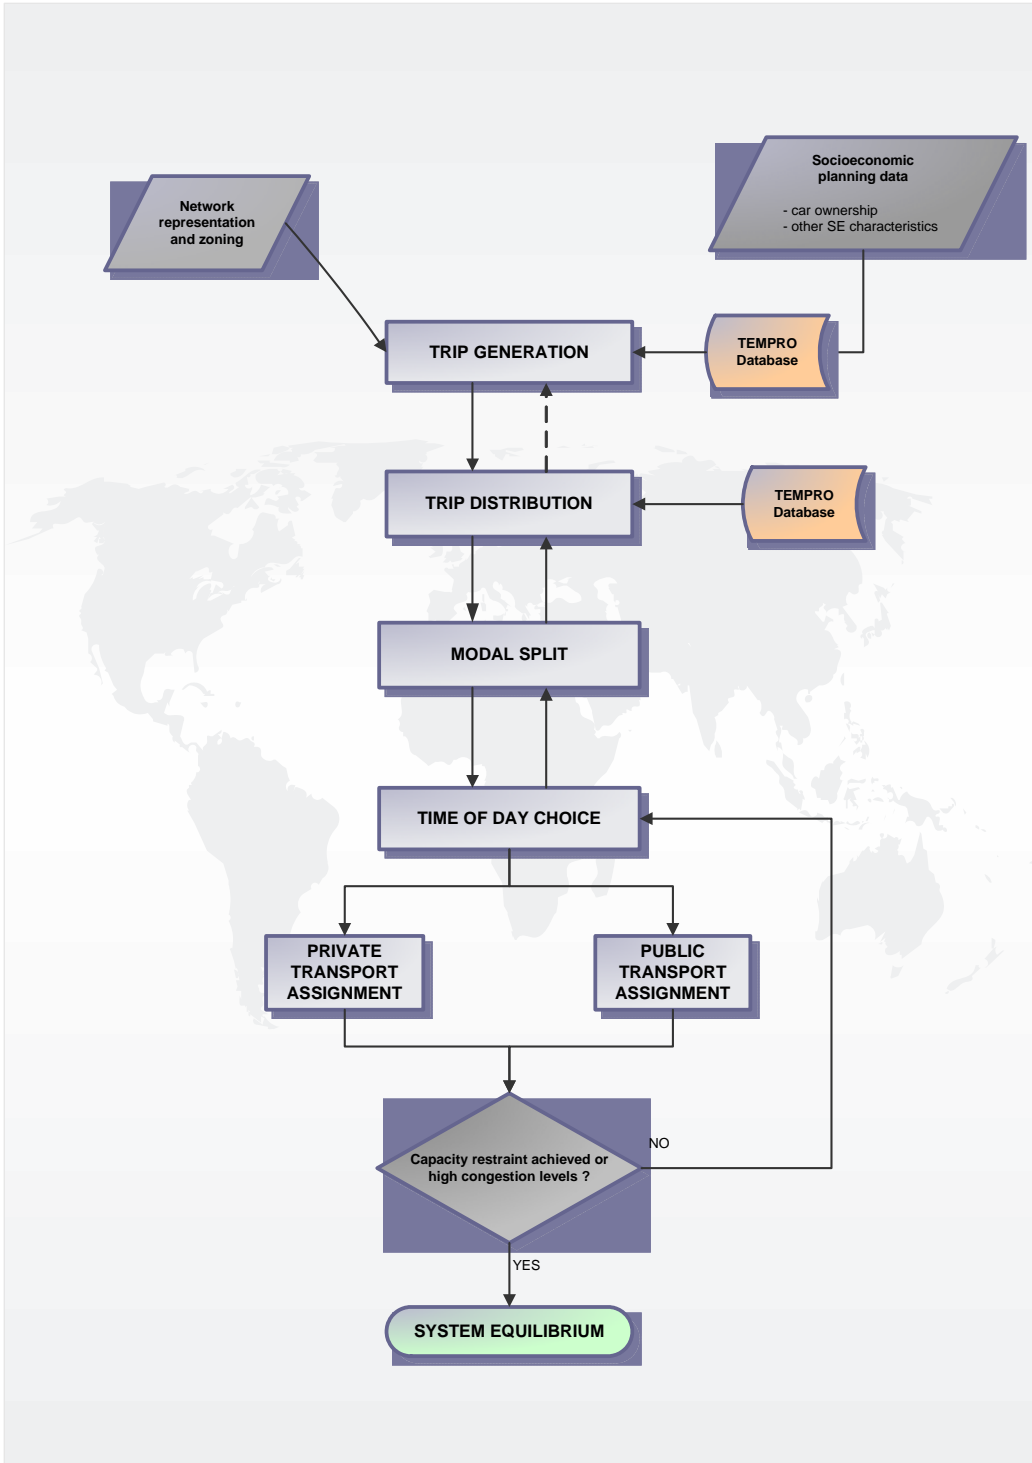 Socioeconomic
planning data
- car ownership
- other SE characteristics
Network
representation
and zoning
TRIP GENERATION
TEMPRO
Database
TRIP DISTRIBUTION
TEMPRO
Database
MODAL SPLIT
TIME OF DAY CHOICE
PRIVATE
TRANSPORT
ASSIGNMENT
PUBLIC
TRANSPORT
ASSIGNMENT
Capacity restraint achieved or
high congestion levels ?
NO
YES
SYSTEM EQUILIBRIUM